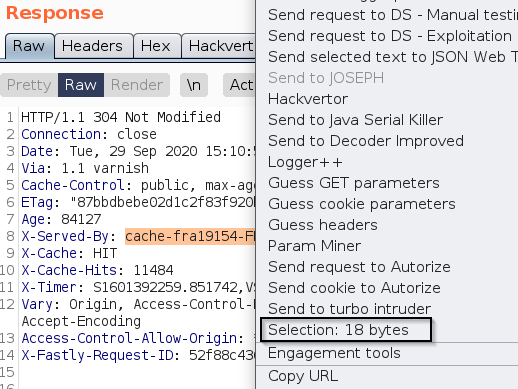 Response
Raw Headers Hex Hackvert
Pretty Raw Render \n Act
1 HTTP/1.1 304 Not Modified
2 Connection: close
3 Date: Tue, 29 Sep 2020 15:10:5
4 Via: 1.1 varnish
5 Cache-Control: public, max-ag
6 ETag: "87bbdbebe02d1c2f83f920
7 Age: 84127
8 X-Served-By: cache-fra19154-F
9 X-Cache: HIT
10 X-Cache-Hits: 11484
11 X-Timer: S1601392259.851742,VS
12 Vary: Origin, Access-Control-
Accept-Encoding
13 Access-Control-Allow-Origin:
14 X-Fastly-Request-ID: 52f88c43
Send request to DS - Manual testin
Send request to DS - Exploitation
Send selected text to JSON Web T
Send to JOSEPH
Hackvertor
Send to Java Serial Killer
Send to Decoder Improved
Logger++
Guess GET parameters
Guess cookie parameters
Guess headers
Param Miner
Send request to Autorize
Send cookie to Autorize
Send to turbo intruder
Selection: 18 bytes
Engagement tools
Copy URL